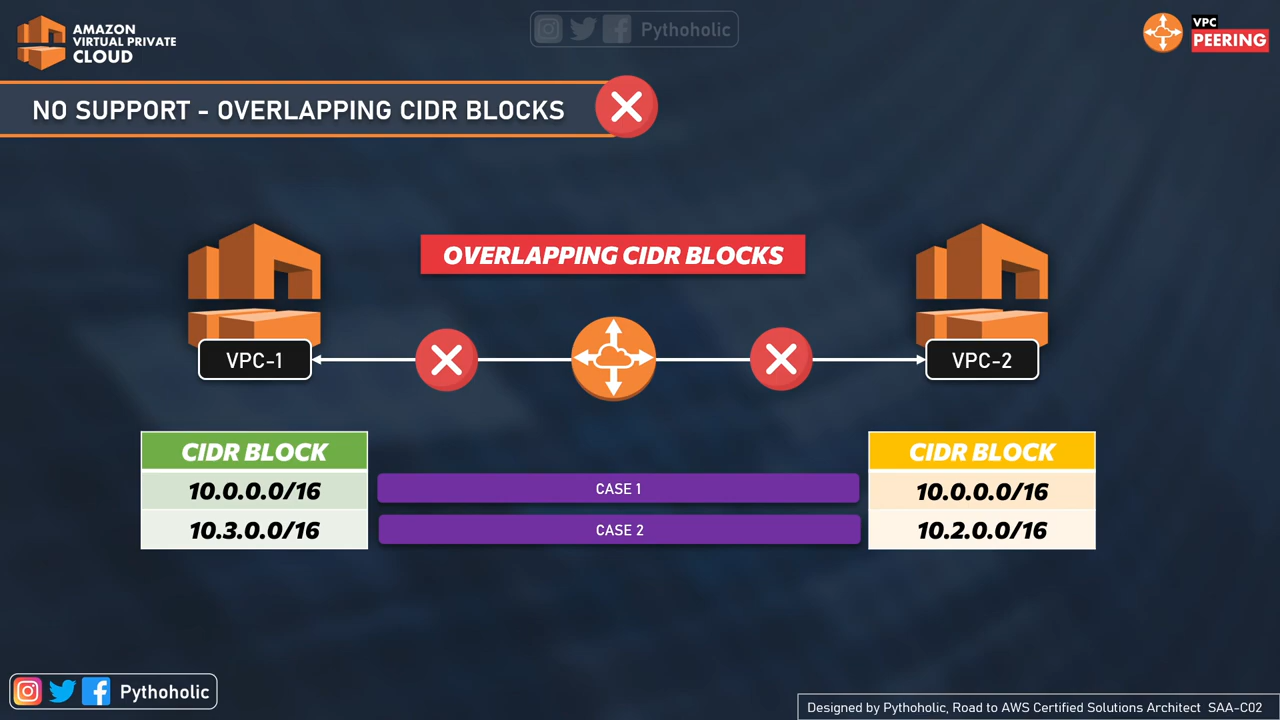 AMAZON
VIRTUAL PRIVATE
CLOUD
Pythoholic
VPC
PEERING
NO SUPPORT - OVERLAPPING CIDR BLOCKS
OVERLAPPING CIDR BLOCKS
VPC-1
VPC-2
CIDR BLOCK
CIDR BLOCK
10.0.0.0/16
CASE 1
10.0.0.0/16
10.3.0.0/16
CASE 2
10.2.0.0/16
Pythoholic
Designed by Pythoholic, Road to AWS Certified Solutions Architect SAA-C02